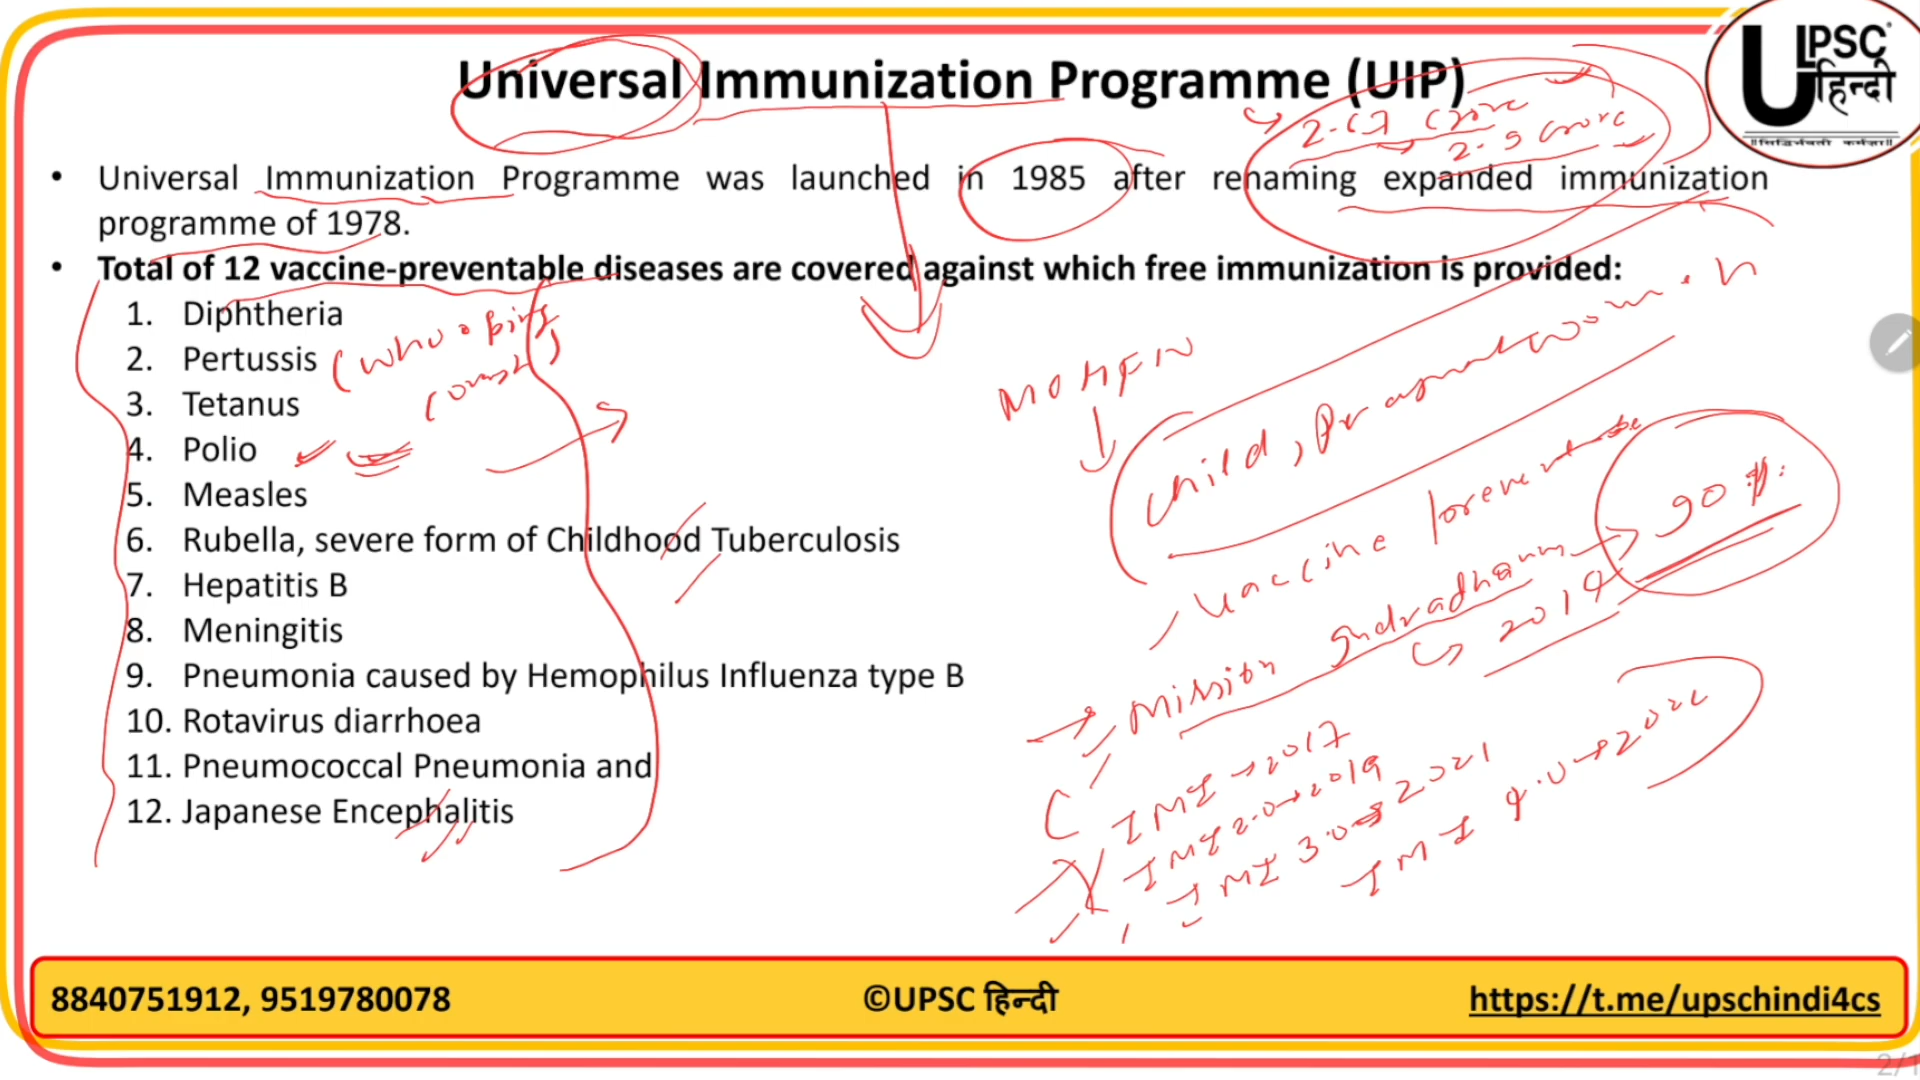 Universal Immunization Programme (UIP)
UPSC
हिन्दी
2.67 crore
2.9 crore
• Universal Immunization Programme was launched in 1985 after renaming expanded immunization
programme of 1978.
• Total of 12 vaccine-preventable diseases are covered against which free immunization is provided:
1. Diphtheria
2. Pertussis
3. Tetanus
4. Polio
5. Measles
6. Rubella, severe form of Childhood Tuberculosis
7. Hepatitis B
8. Meningitis
9. Pneumonia caused by Hemophilus Influenza type B
10. Rotavirus diarrhoea
11. Pneumococcal Pneumonia and
12. Japanese Encephalitis
MOHFW
Child,
Vaccine
90%
Mission Indradhanush
2014
IMI → 2017
IMI 2.0 → 2019
IMI 3.0 → 2021
IMI 4.0 → 2022
8840751912, 9519780078
©UPSC हिन्दी
https://t.me/upschindi4cs